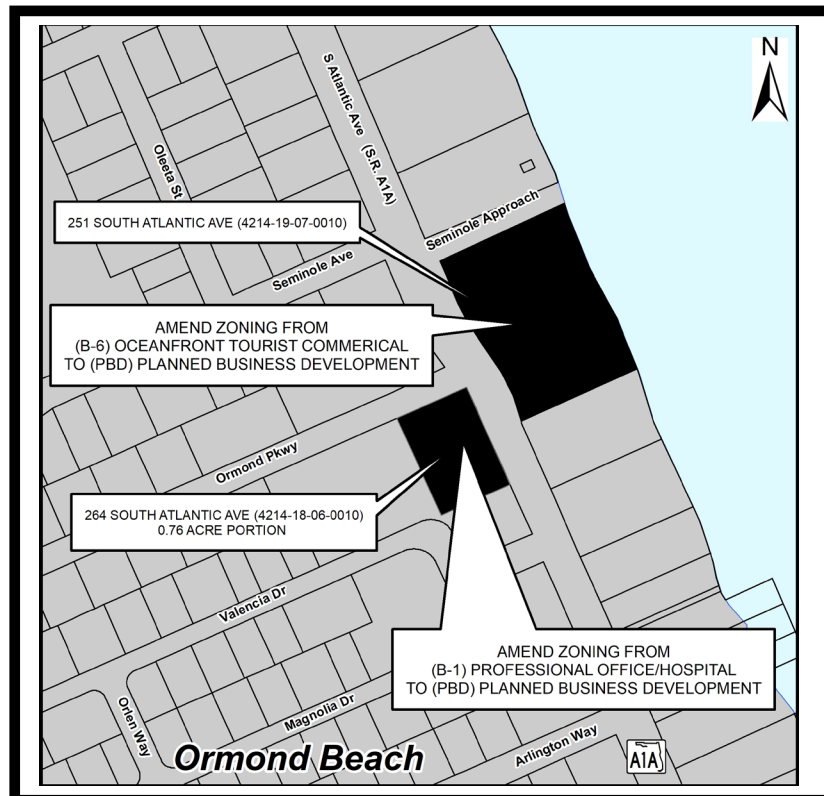 N
S Atlantic Ave (S.R. A1A)
Oleeta St
251 SOUTH ATLANTIC AVE (4214-19-07-0010)
Seminole Approach
Seminole Ave
AMEND ZONING FROM
(B-6) OCEANFRONT TOURIST COMMERICAL
TO (PBD) PLANNED BUSINESS DEVELOPMENT
Ormond Pkwy
264 SOUTH ATLANTIC AVE (4214-18-06-0010)
0.76 ACRE PORTION
Valencia Dr
AMEND ZONING FROM
(B-1) PROFESSIONAL OFFICE/HOSPITAL
TO (PBD) PLANNED BUSINESS DEVELOPMENT
Orlen Way
Magnolia Dr
Arlington Way
Ormond Beach
A1A